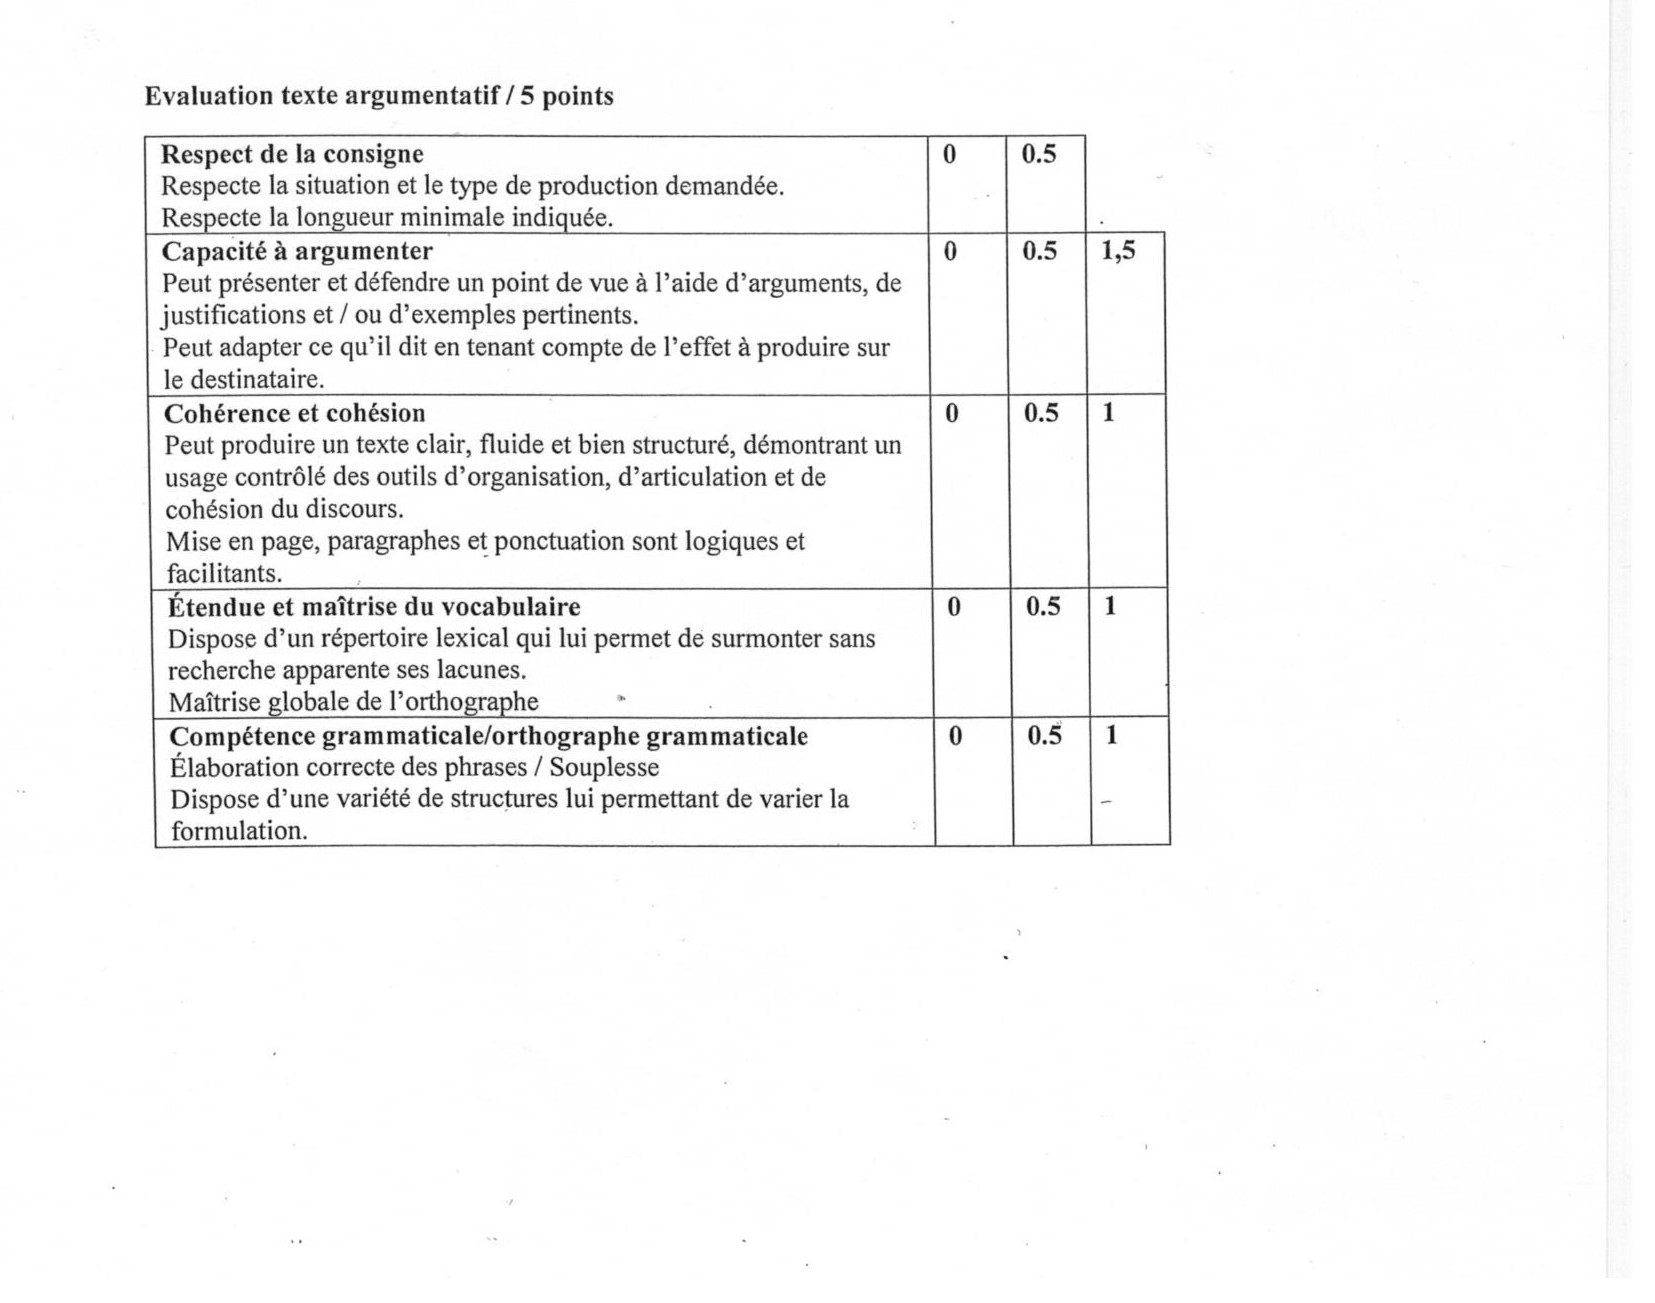 Evaluation texte argumentatif / 5 points
Respect de la consigne 0 0.5
Respecte la situation et le type de production demandée.
Respecte la longueur minimale indiquée.
Capacité à argumenter 0 0.5 1,5
Peut présenter et défendre un point de vue à l'aide d'arguments, de
justifications et / ou d'exemples pertinents.
Peut adapter ce qu'il dit en tenant compte de l'effet à produire sur
le destinataire.
Cohérence et cohésion 0 0.5 1
Peut produire un texte clair, fluide et bien structuré, démontrant un
usage contrôlé des outils d'organisation, d'articulation et de
cohésion du discours.
Mise en page, paragraphes et ponctuation sont logiques et
facilitants.
Étendue et maîtrise du vocabulaire 0 0.5 1
Dispose d'un répertoire lexical qui lui permet de surmonter sans
recherche apparente ses lacunes.
Maîtrise globale de l'orthographe
Compétence grammaticale/orthographe grammaticale 0 0.5 1
Élaboration correcte des phrases / Souplesse
Dispose d'une variété de structures lui permettant de varier la
formulation.